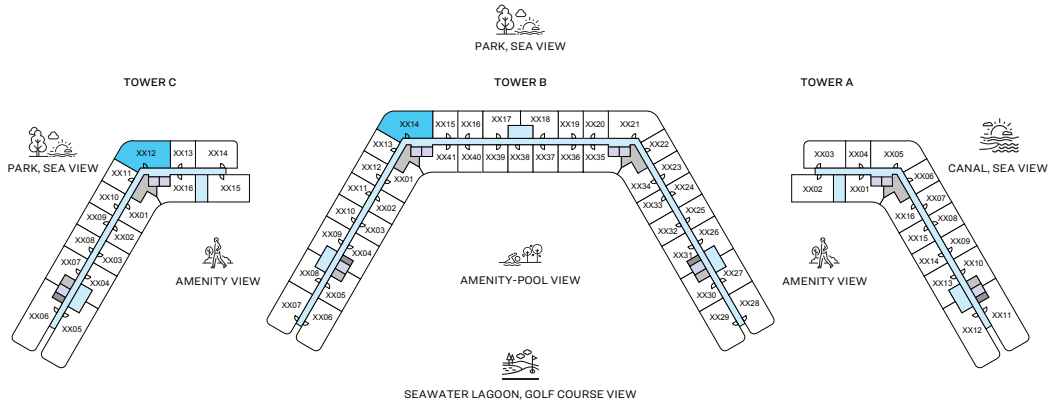 PARK, SEA VIEW
TOWER C
TOWER B
TOWER A
PARK, SEA VIEW
CANAL, SEA VIEW
XX12
XX13
XX14
XX11
XX16
XX15
XX10
XX01
XX09
XX02
XX08
XX03
XX07
XX04
XX06
XX05
XX14
XX15
XX16
XX17
XX18
XX19
XX20
XX21
XX13
XX41
XX40
XX39
XX38
XX37
XX36
XX35
XX22
XX12
XX01
XX34
XX23
XX11
XX02
XX33
XX24
XX10
XX03
XX32
XX25
XX09
XX04
XX31
XX26
XX08
XX05
XX30
XX27
XX07
XX06
XX29
XX28
XX03
XX04
XX05
XX02
XX01
XX06
XX16
XX07
XX15
XX08
XX14
XX09
XX13
XX10
XX12
XX11
AMENITY VIEW
AMENITY-POOL VIEW
AMENITY VIEW
SEAWATER LAGOON, GOLF COURSE VIEW